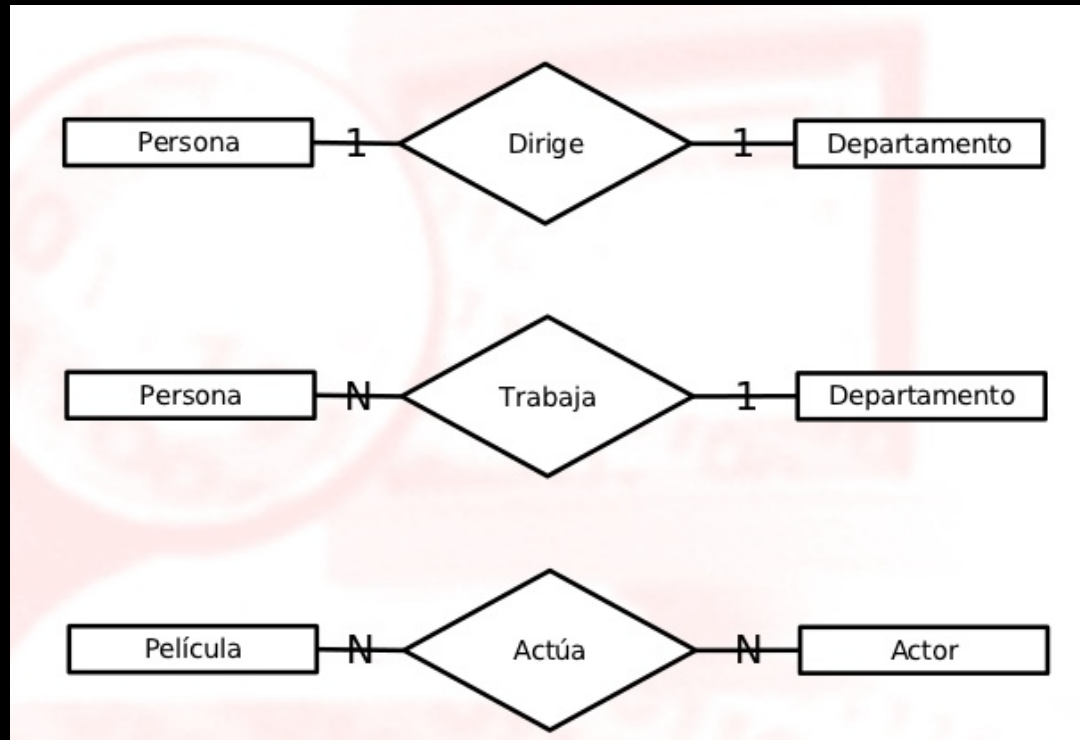 Persona 1 Dirige 1 Departamento
Persona N Trabaja 1 Departamento
Película N Actúa N Actor